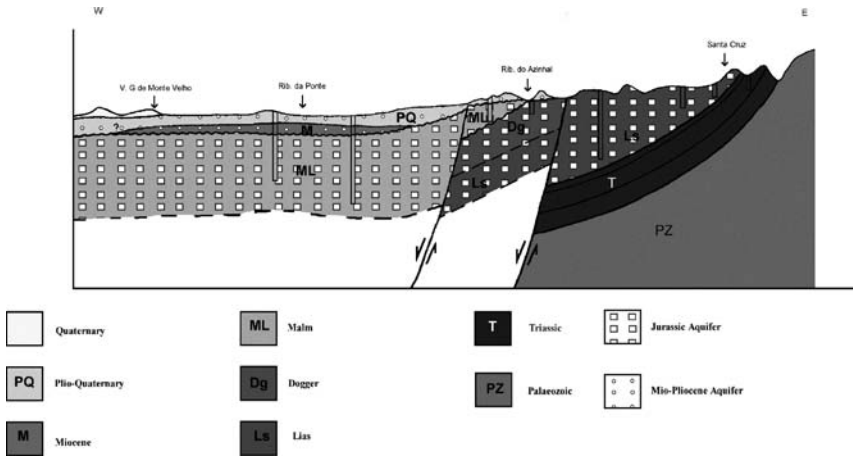 W E
Santa Cruz
V. G de Monte Velho Rib. da Ponte Rib. do Azinhal
PQ ML
? M Dg
Ls
ML Ls T
PZ
Quaternary ML Malm T Triassic Jurassic Aquifer
PQ Plio-Quaternary Dg Dogger PZ Palaeozoic Mio-Pliocene Aquifer
M Miocene Ls Lias